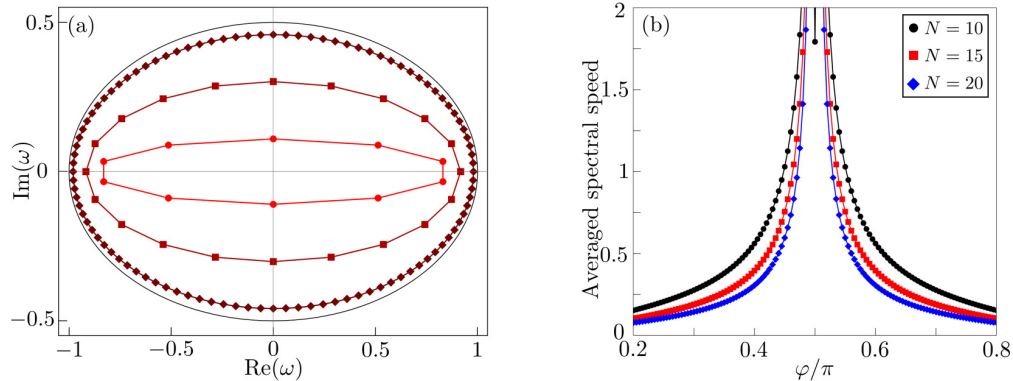 (a)
0.5
0
−0.5
Im(ω)
−1
−0.5
0
0.5
1
Re(ω)
(b)
2
1.5
1
0.5
0
Averaged spectral speed
N = 10
N = 15
N = 20
0.2
0.4
0.6
0.8
φ/π